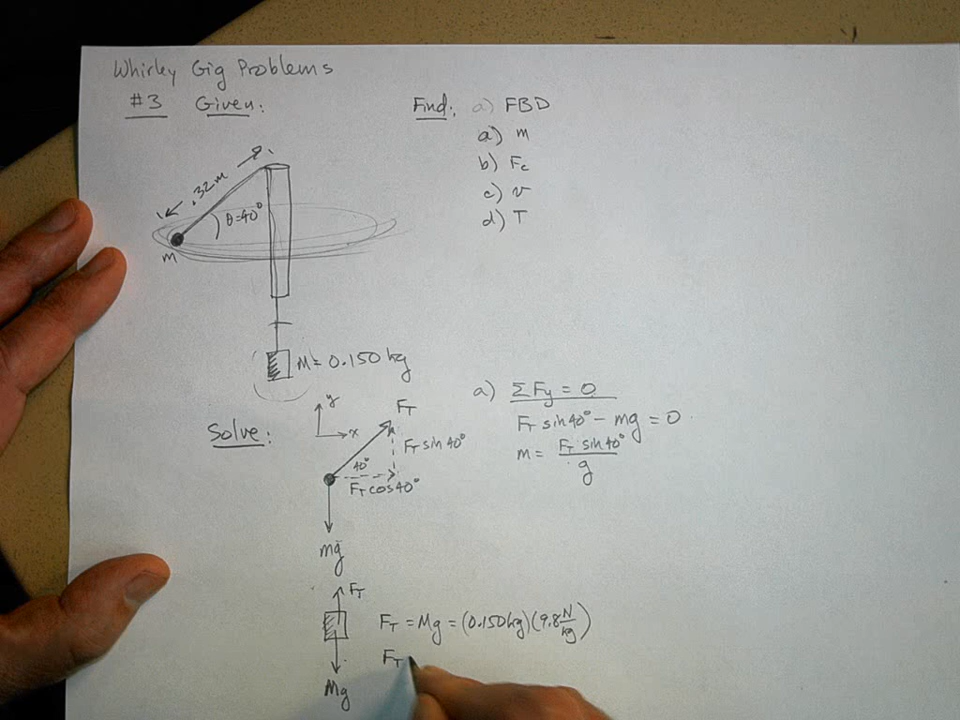 Whirley Gig Problems
#3 Given:
Find: a) FBD
a) m
b) Fc
c) v
d) T
.32m
θ=40°
m
M=0.150 kg
Solve:
y
x
FT
FT sin 40°
40°
FT cos 40°
mg
a) ΣFy = 0
FT sin 40° - mg = 0
m = FT sin 40° / g
FT
FT = Mg = (0.150 kg)(9.8 N/kg)
FT
Mg